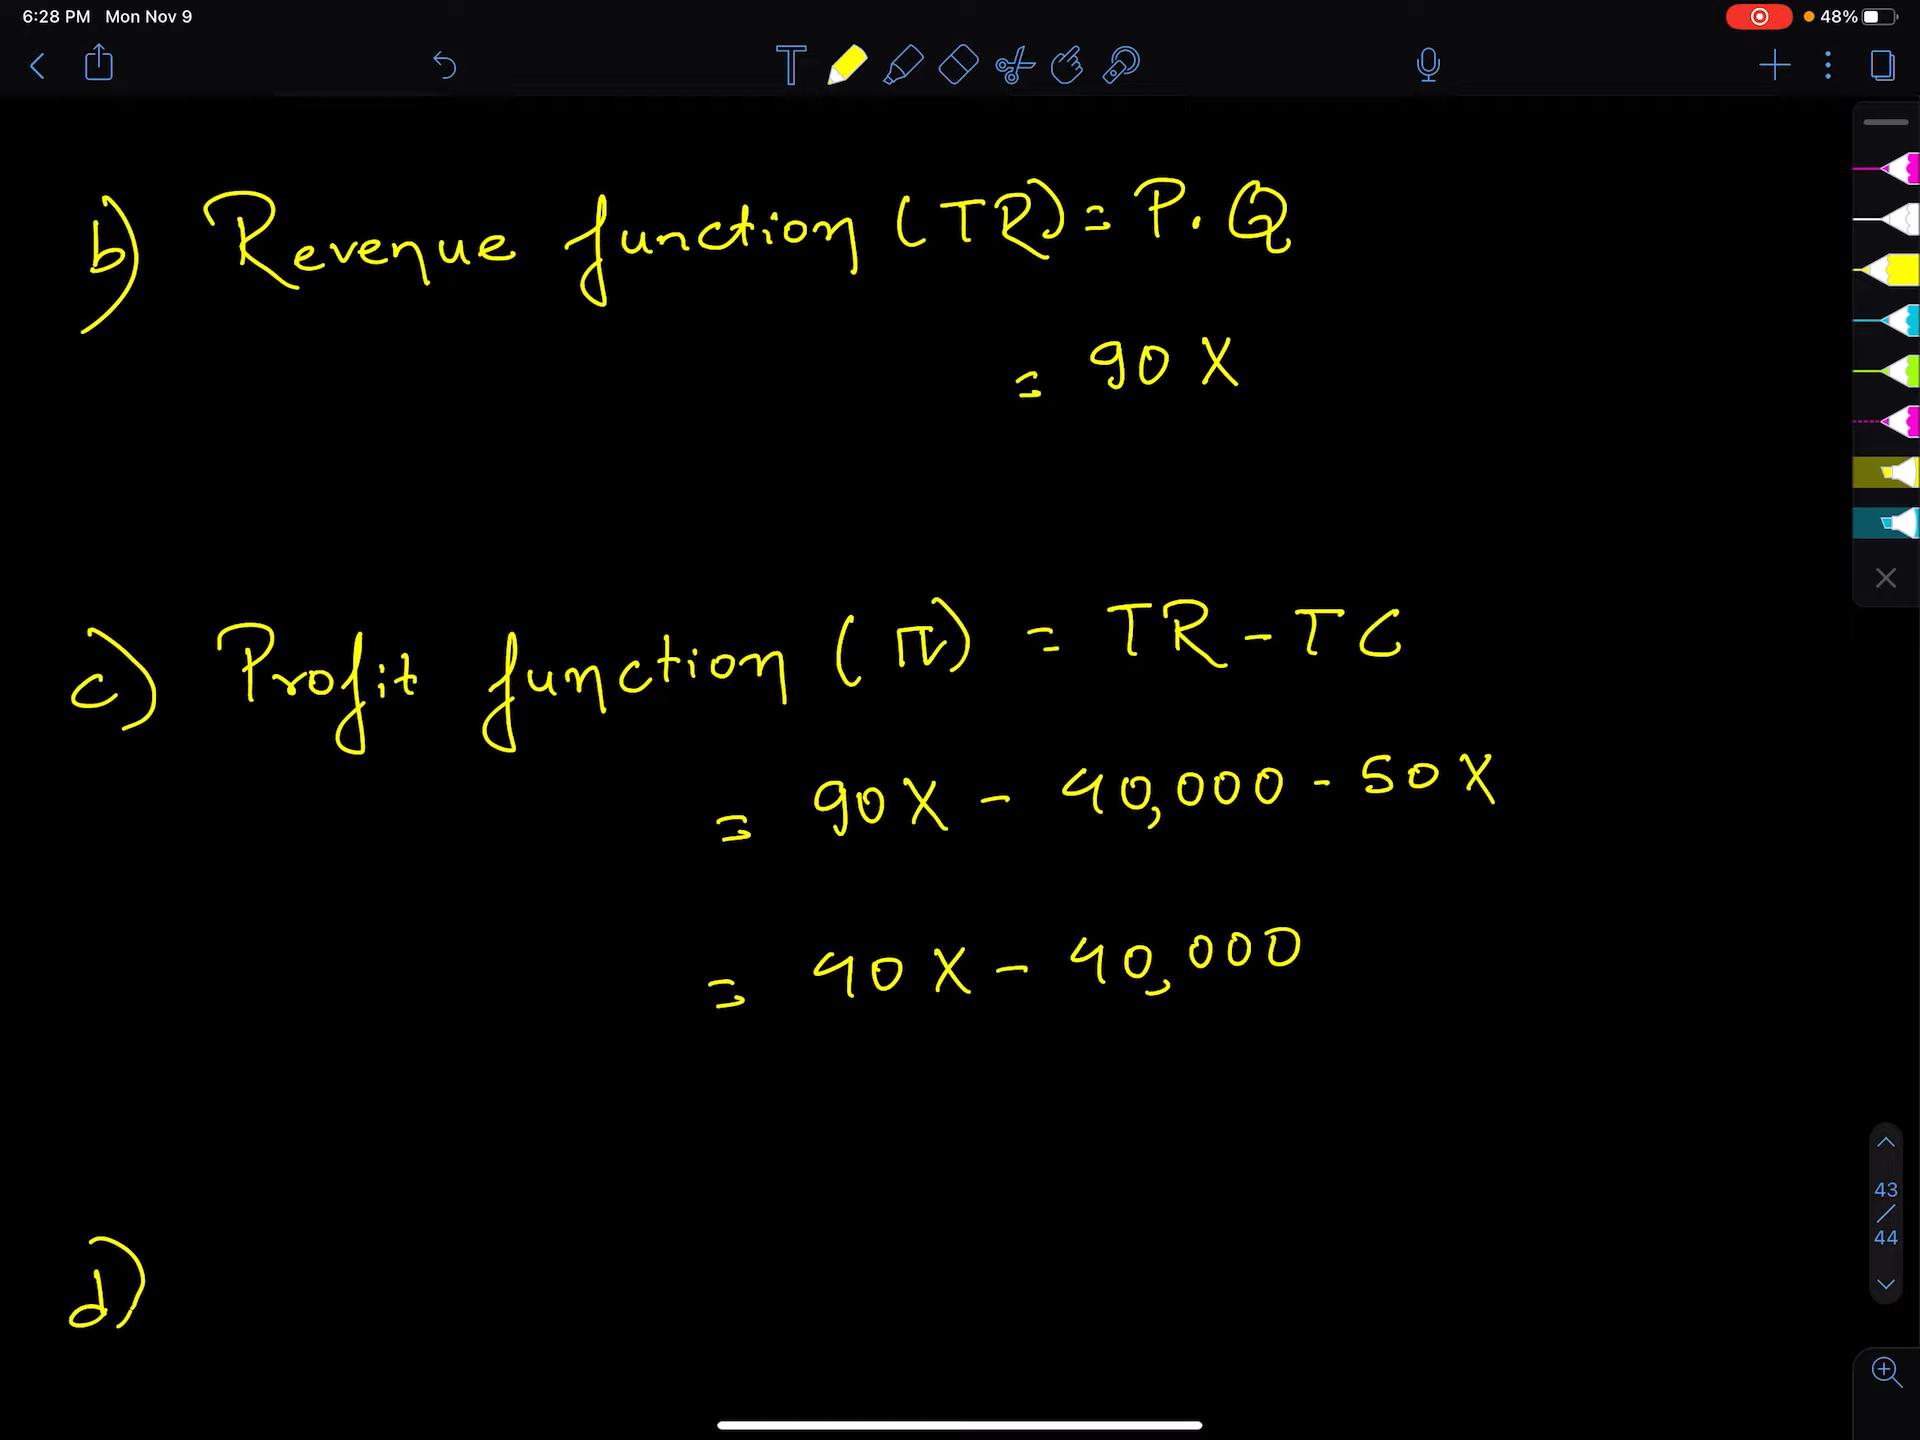 6:28 PM Mon Nov 9
48%
T
b) Revenue function (TR) = P. Q
= 90 X
c) Profit function (π) = TR - TC
= 90X - 40,000 - 50X
= 40X - 40,000
43
/
44
d)